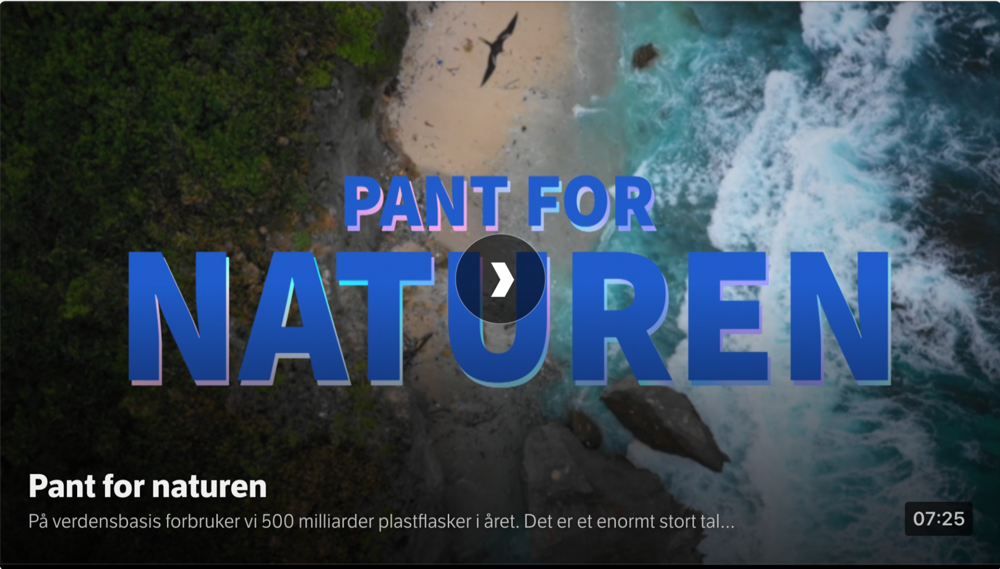 PANT FOR
NATUREN
Pant for naturen
På verdensbasis forbruker vi 500 milliarder plastflasker i året. Det er et enormt stort tal...
07:25